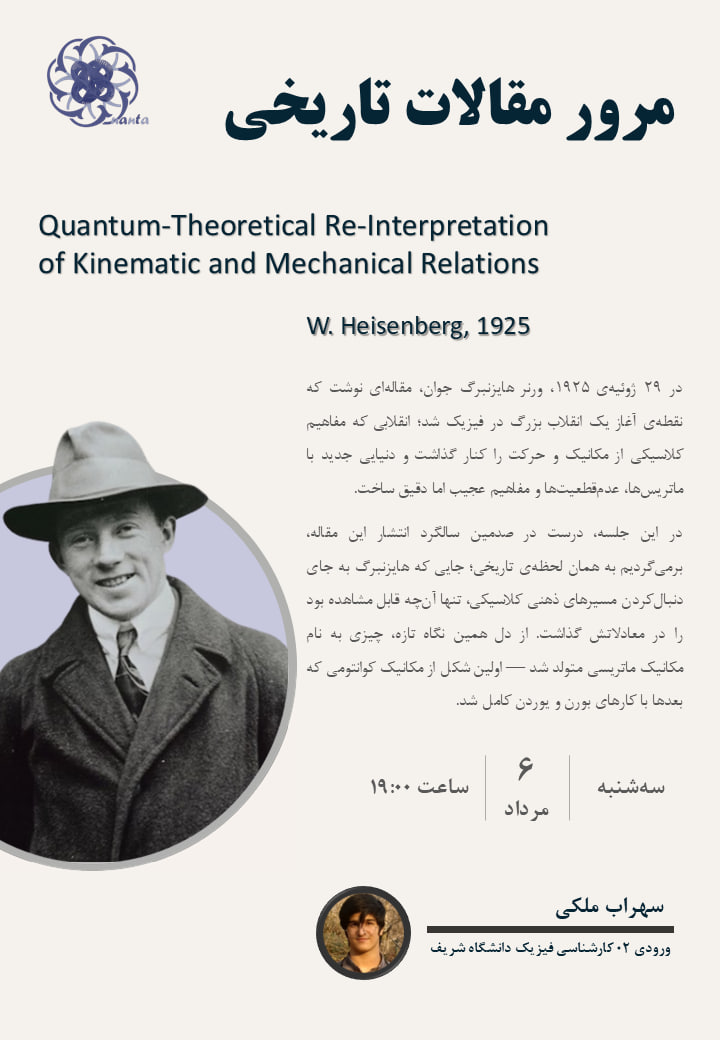 nanta
مرور مقالات تاریخی
Quantum-Theoretical Re-Interpretation
of Kinematic and Mechanical Relations
W. Heisenberg, 1925
در ۲۹ ژوئیه‌ی ۱۹۲۵، ورنر هایزنبرگ جوان، مقاله‌ای نوشت که
نقطه‌ی آغاز یک انقلاب بزرگ در فیزیک شد؛ انقلابی که مفاهیم
کلاسیکی از مکانیک و حرکت را کنار گذاشت و دنیایی جدید با
ماتریس‌ها، عدم‌قطعیت‌ها و مفاهیم عجیب اما دقیق ساخت.
در این جلسه، درست در صدمین سالگرد انتشار این مقاله،
برمی‌گردیم به همان لحظه‌ی تاریخی؛ جایی که هایزنبرگ به جای
دنبال‌کردن مسیرهای ذهنی کلاسیکی، تنها آن‌چه قابل مشاهده بود
را در معادلاتش گذاشت. از دل همین نگاه تازه، چیزی به نام
مکانیک ماتریسی متولد شد — اولین شکل از مکانیک کوانتومی که
بعدها با کارهای بورن و یوردن کامل شد.
سه‌شنبه
۶
مرداد
ساعت ۱۹:۰۰
سهراب ملکی
ورودی ۰۲ کارشناسی فیزیک دانشگاه شریف